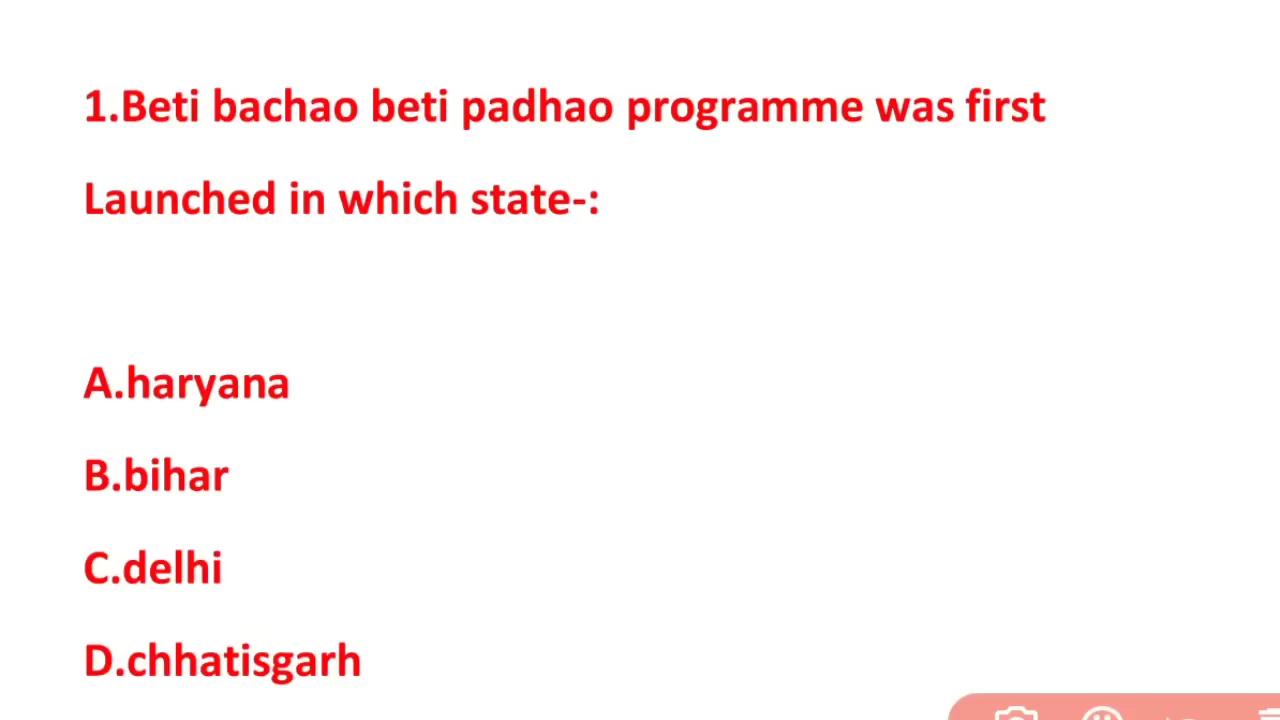 1.Beti bachao beti padhao programme was first
Launched in which state-:
A.haryana
B.bihar
C.delhi
D.chhatisgarh